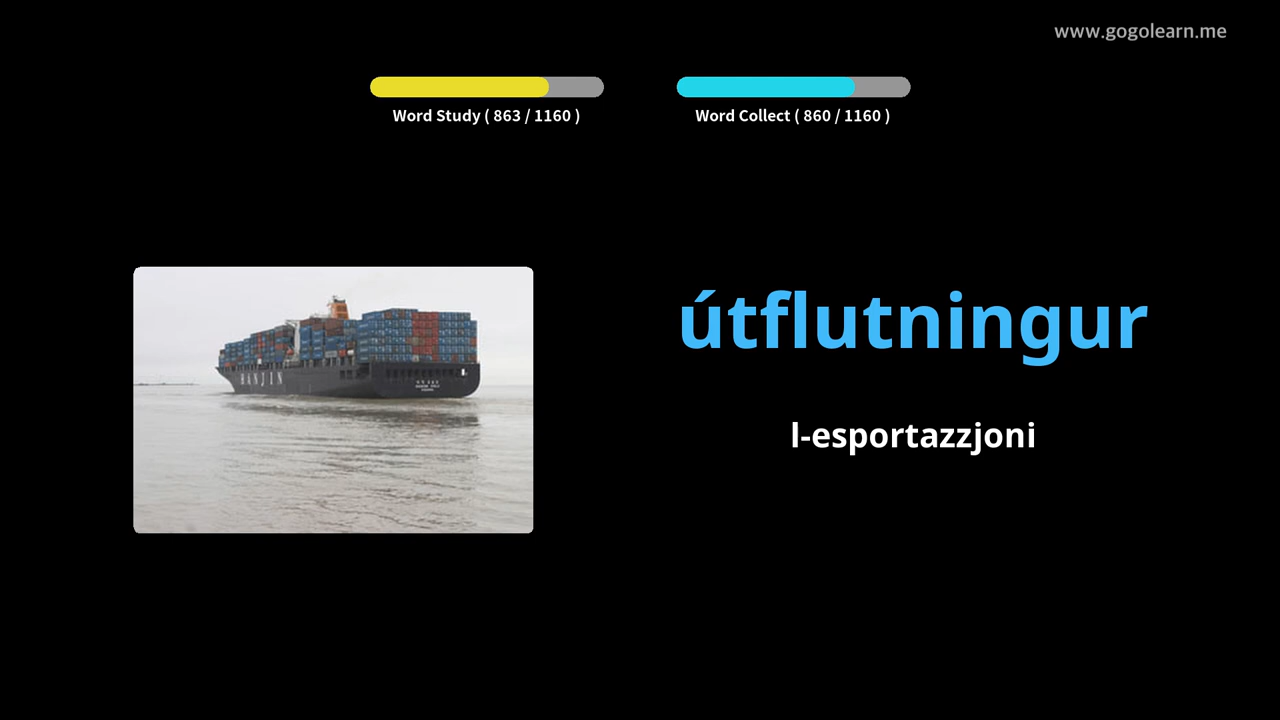 www.gogolearn.me
Word Study ( 863 / 1160 )
Word Collect ( 860 / 1160 )
útflutningur
l-esportazzjoni
HANJIN